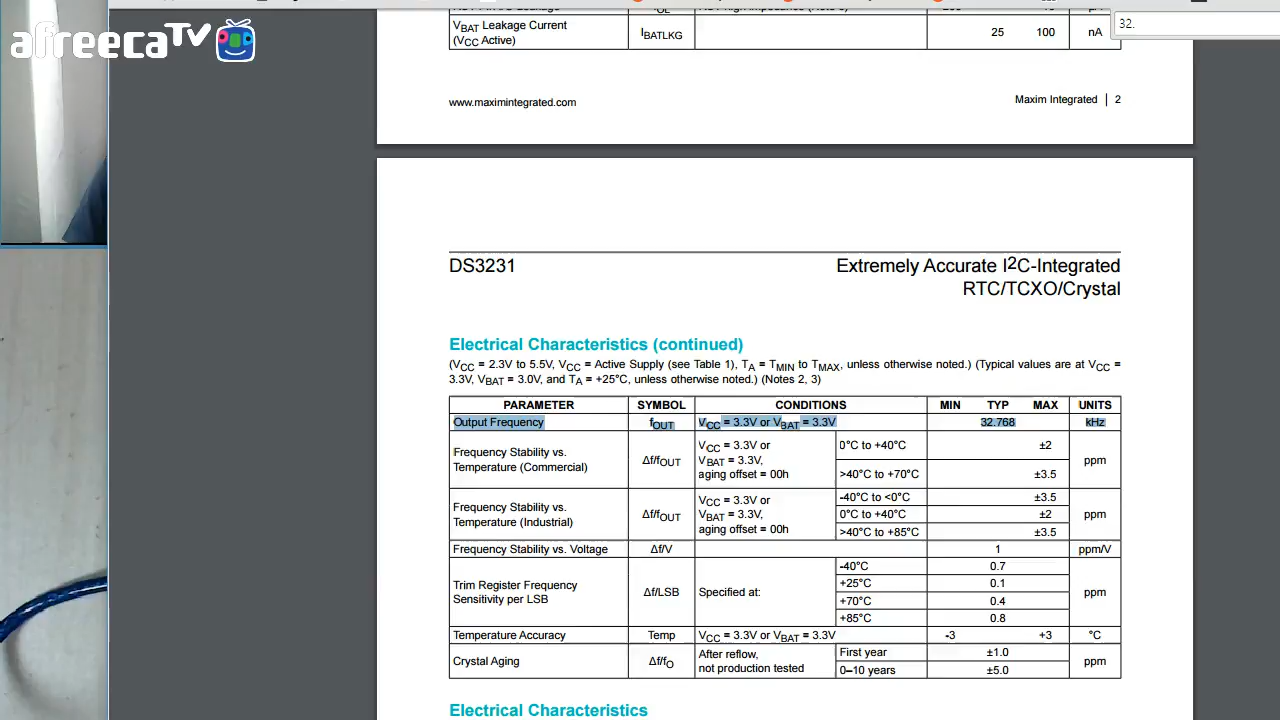 afreecaTV
32.
VBAT Leakage Current
(VCC Active)
IBATLKG
25
100
nA
www.maximintegrated.com
Maxim Integrated | 2
DS3231
Extremely Accurate I2C-Integrated
RTC/TCXO/Crystal
Electrical Characteristics (continued)
(VCC = 2.3V to 5.5V, VCC = Active Supply (see Table 1), TA = TMIN to TMAX, unless otherwise noted.) (Typical values are at VCC =
3.3V, VBAT = 3.0V, and TA = +25°C, unless otherwise noted.) (Notes 2, 3)
PARAMETER SYMBOL CONDITIONS MIN TYP MAX UNITS
Output Frequency fOUT VCC = 3.3V or VBAT = 3.3V 32.768 kHz
Frequency Stability vs.
Temperature (Commercial)
Δf/fOUT
VCC = 3.3V or
VBAT = 3.3V,
aging offset = 00h
0°C to +40°C ±2
>40°C to +70°C ±3.5
ppm
Frequency Stability vs.
Temperature (Industrial)
Δf/fOUT
VCC = 3.3V or
VBAT = 3.3V,
aging offset = 00h
-40°C to <0°C ±3.5
0°C to +40°C ±2
>40°C to +85°C ±3.5
ppm
Frequency Stability vs. Voltage Δf/V 1 ppm/V
Trim Register Frequency
Sensitivity per LSB
Δf/LSB
Specified at:
-40°C 0.7
+25°C 0.1
+70°C 0.4
+85°C 0.8
ppm
Temperature Accuracy Temp VCC = 3.3V or VBAT = 3.3V -3 +3 °C
Crystal Aging
Δf/fO
After reflow,
not production tested
First year ±1.0
0–10 years ±5.0
ppm
Electrical Characteristics